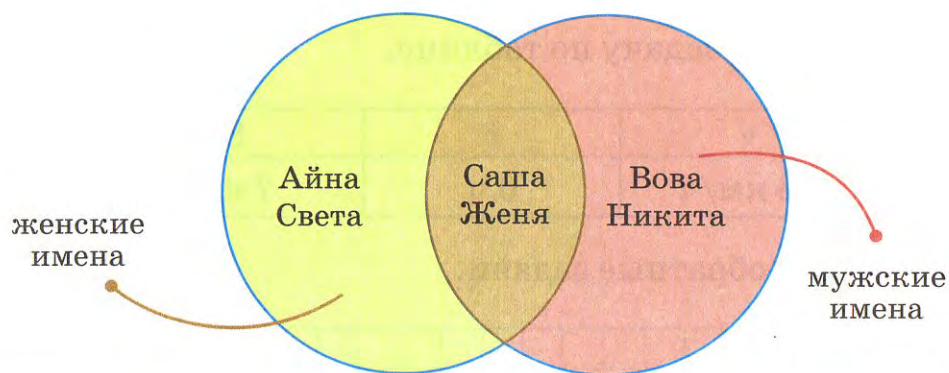 Айна
Света
Саша
Женя
Вова
Никита
женские
имена
мужские
имена